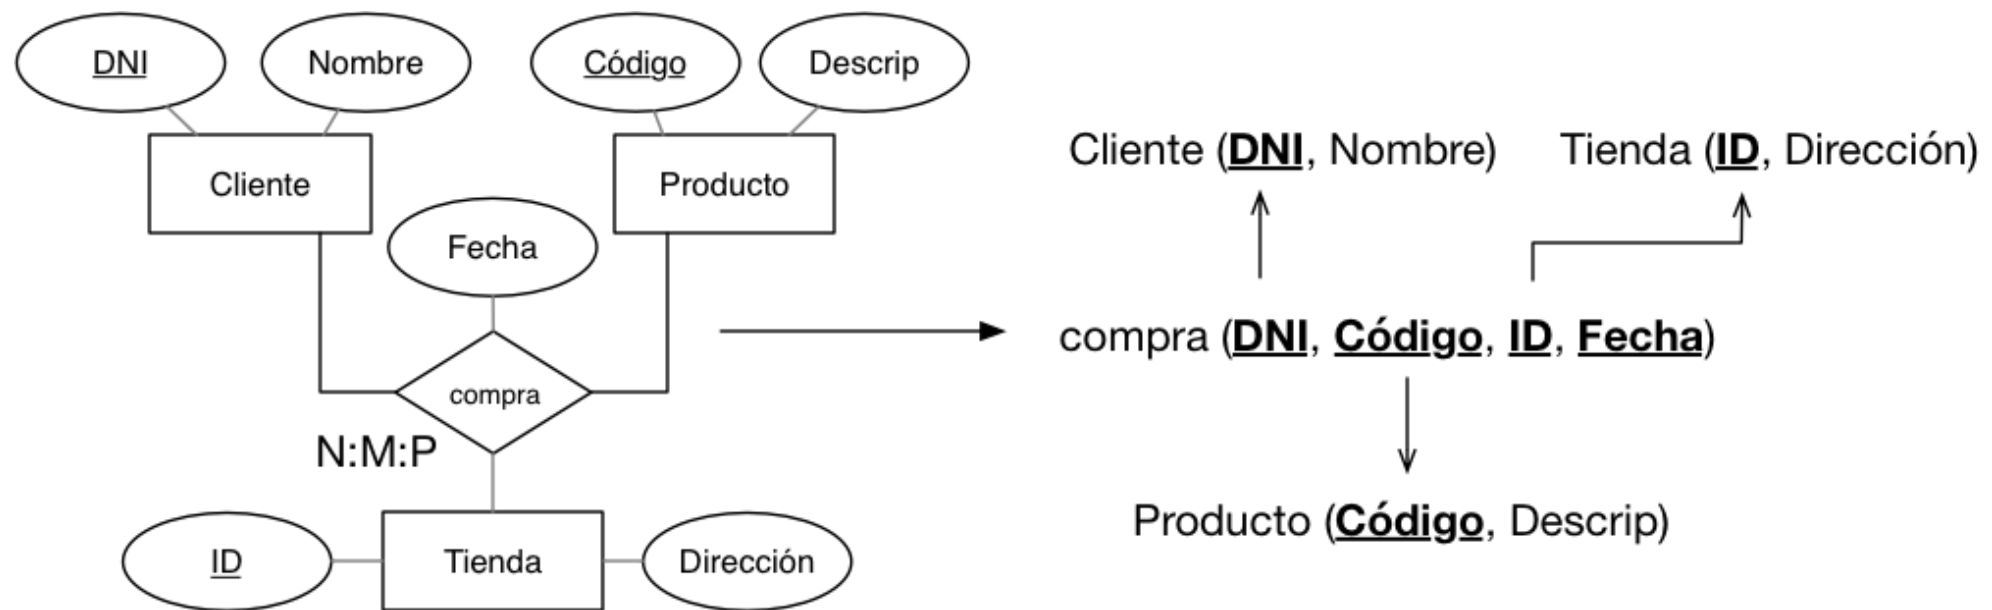 DNI
Nombre
Código
Descrip
Cliente
Producto
Fecha
compra
N:M:P
ID
Tienda
Dirección
Cliente (DNI, Nombre)
Tienda (ID, Dirección)
compra (DNI, Código, ID, Fecha)
Producto (Código, Descrip)